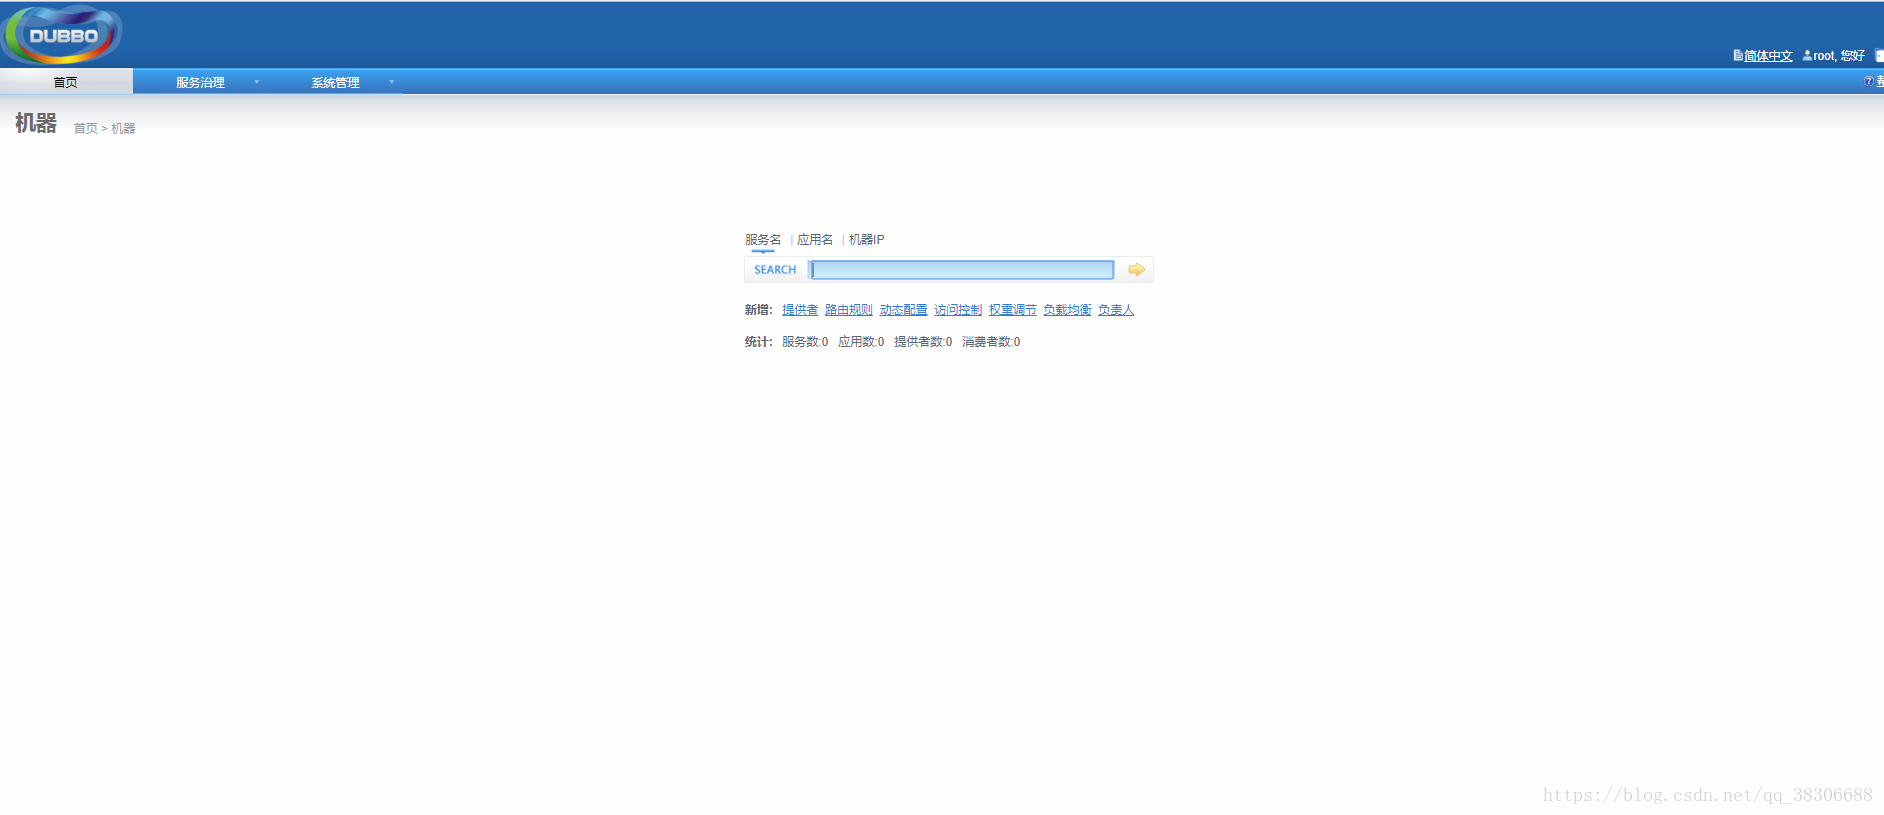 DUBBO
简体中文 root, 您好
首页 服务治理 系统管理
机器 首页 > 机器
服务名 | 应用名 | 机器IP
SEARCH
新增： 提供者 路由规则 动态配置 访问控制 权重调节 负载均衡 负责人
统计： 服务数:0 应用数:0 提供者数:0 消费者数:0
https://blog.csdn.net/qq_38306688